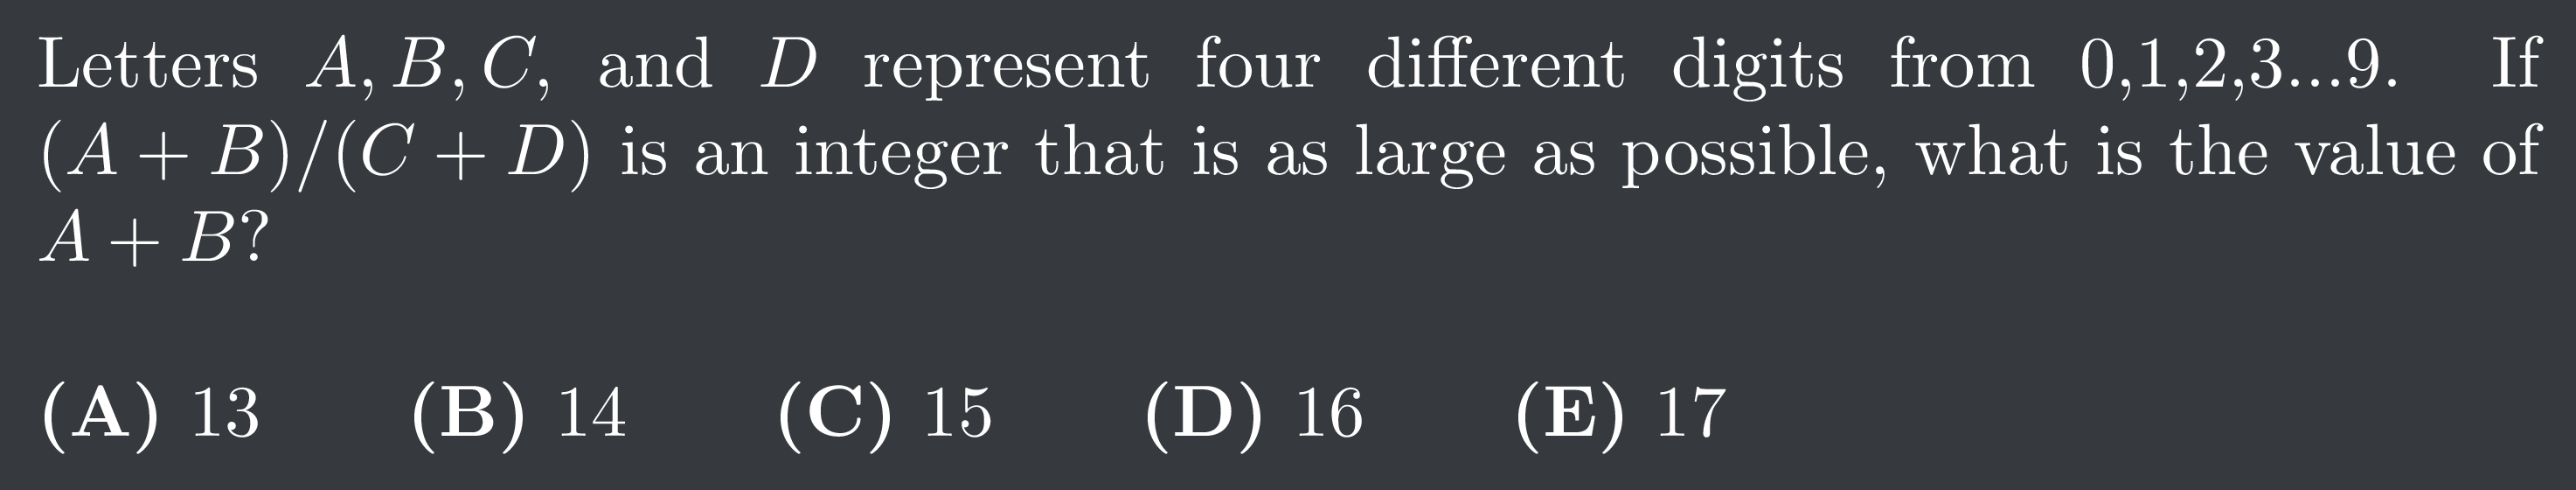 Letters A, B, C, and D represent four different digits from 0,1,2,3...9. If
(A + B)/(C + D) is an integer that is as large as possible, what is the value of
A + B?
(A) 13 (B) 14 (C) 15 (D) 16 (E) 17